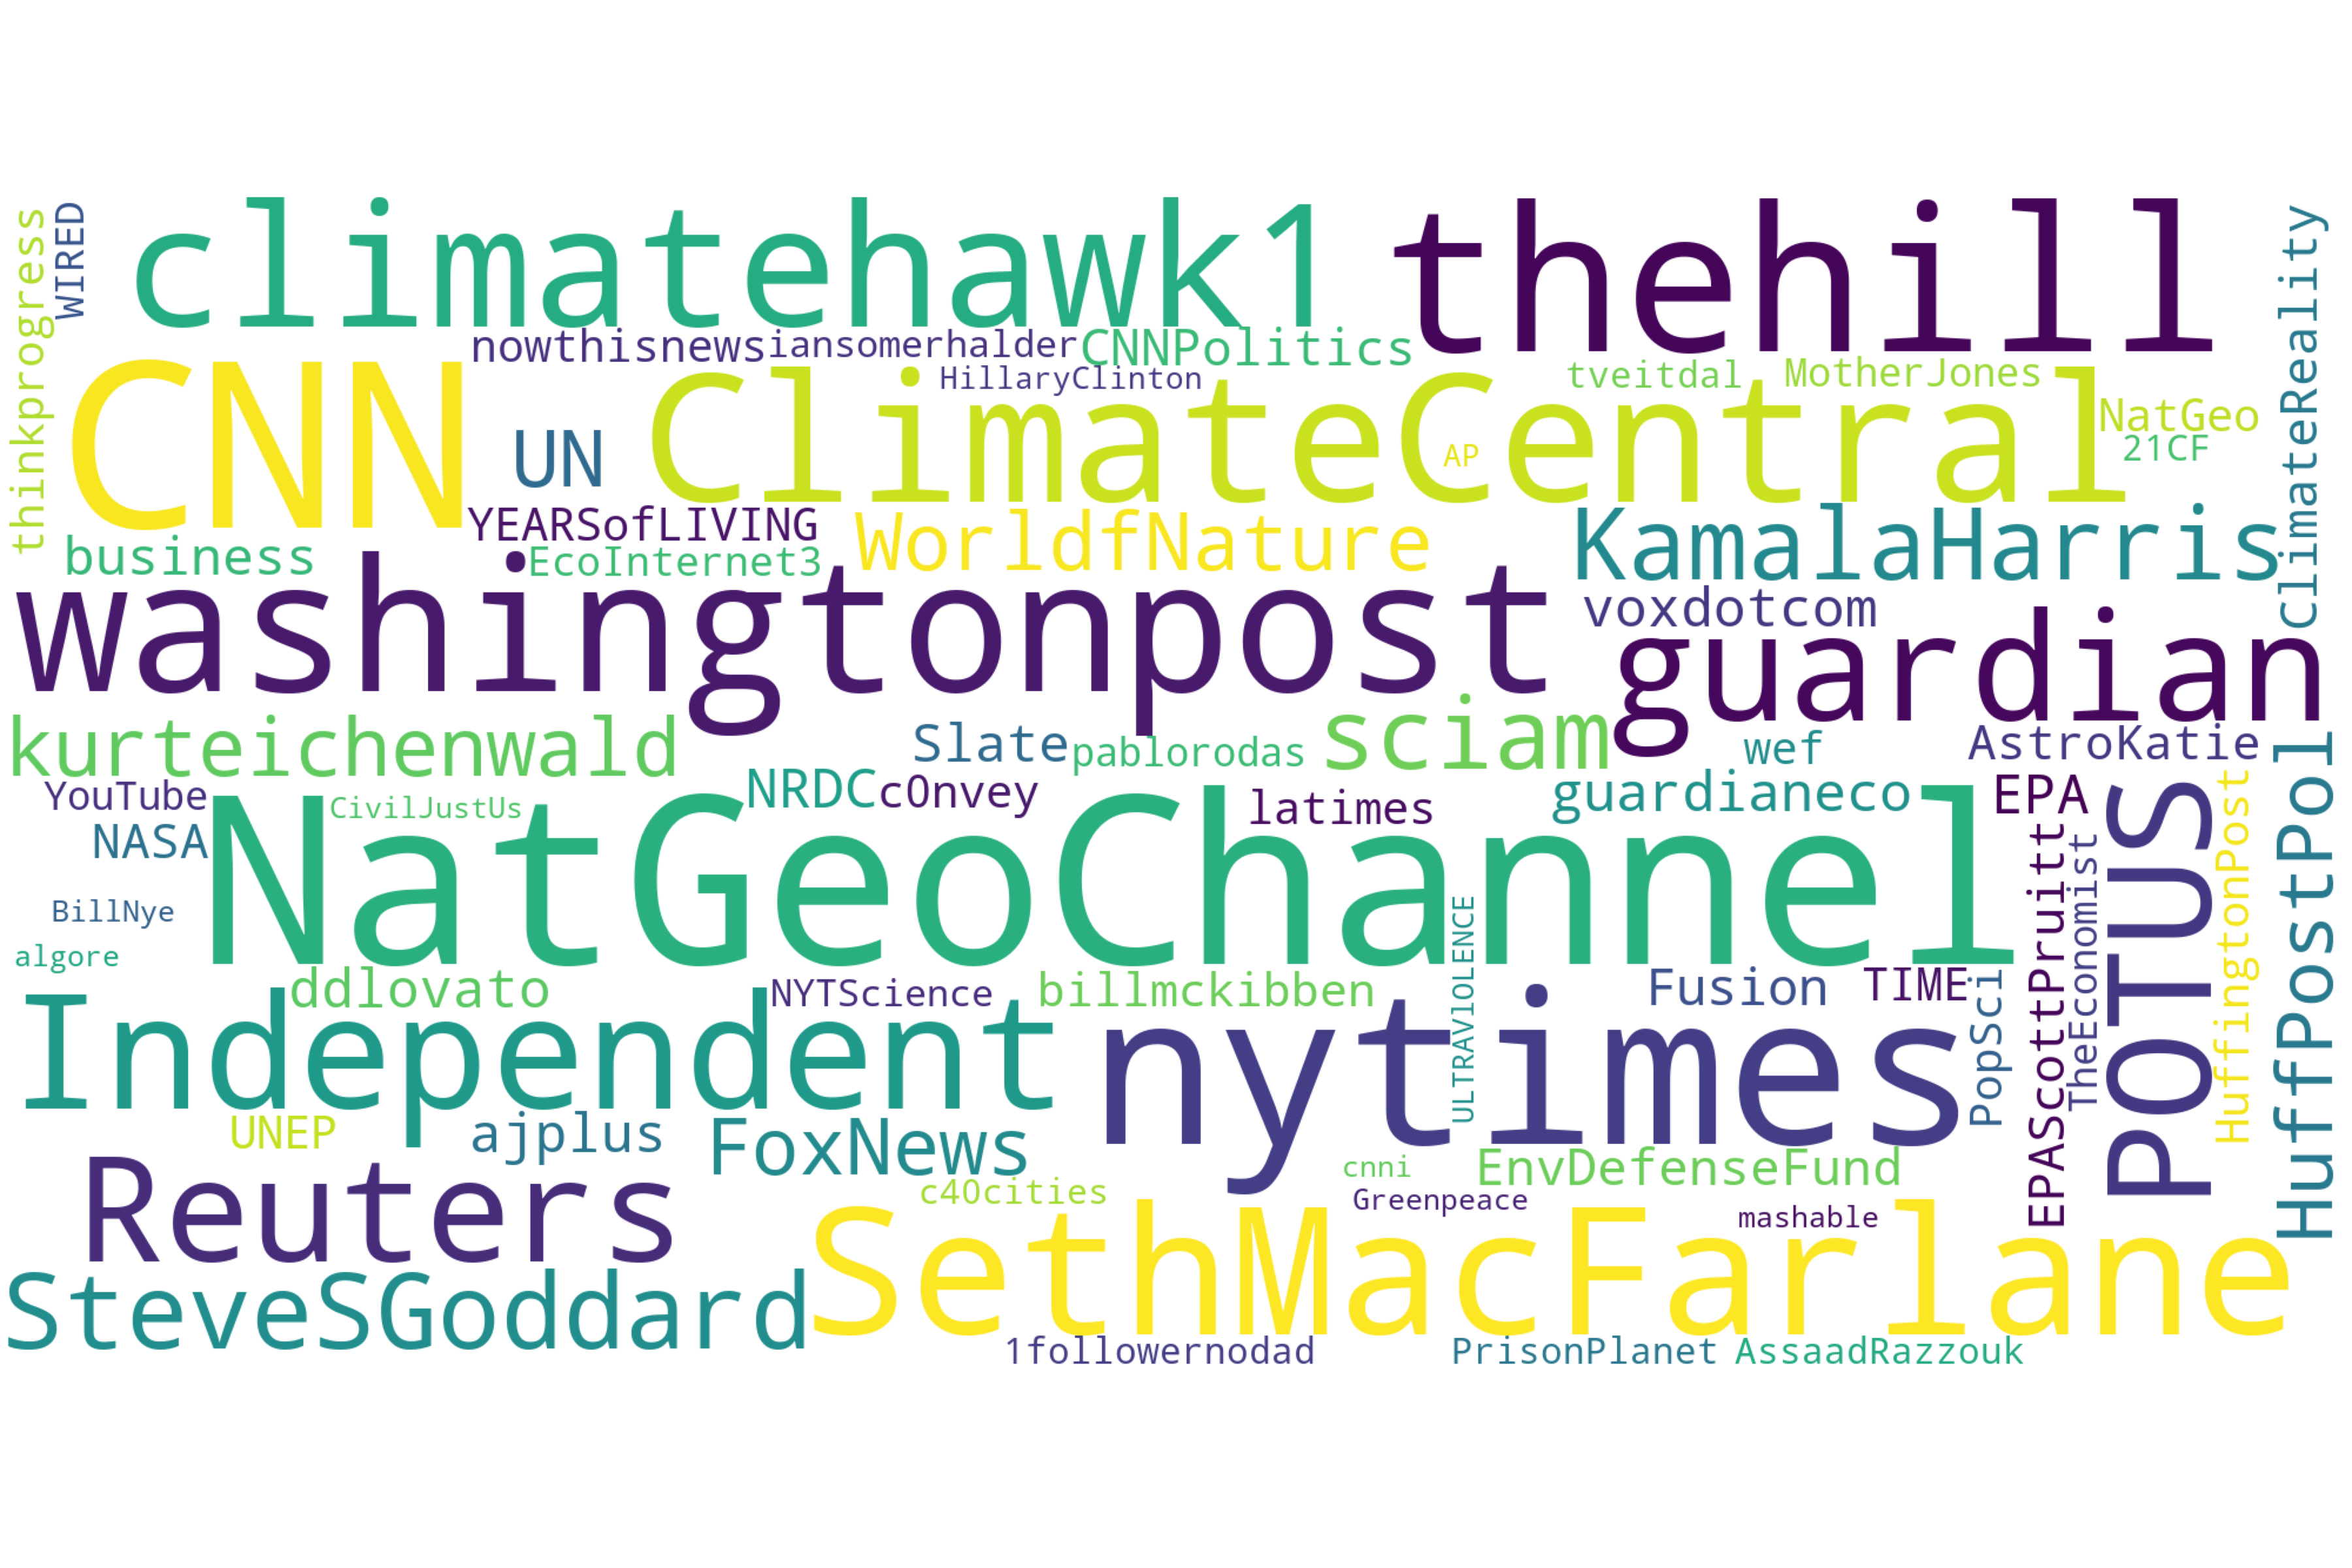 thinkprogress
WIRED
climatehawk1
thehill
climateReality
nowthisnews
iansomerhalder
CNNPolitics
HillaryClinton
tveitdal
MotherJones
CNN
UN
ClimateCentral
AP
NatGeo
21CF
YEARSofLIVING
WorldfNature
KamalaHarris
business
EcoInternet3
washingtonpost
voxdotcom
guardian
kurteichenwald
Slate
pablorodas
sciam
wef
AstroKatie
HuffPostPol
YouTube
CivilJustUs
NRDC
c0nvey
latimes
guardianeco
EPA
POTUS
HuffingtonPost
NASA
NatGeoChannel
EPAScottPruitt
TheEconomist
BillNye
algore
ULTRAVIOLENCE
ddlovato
NYTScience
billmckibben
Fusion
TIME
PopSci
Independent
nytimes
UNEP
ajplus
FoxNews
cnni
EnvDefenseFund
Reuters
c40cities
Greenpeace
mashable
SethMacFarlane
SteveSGoddard
1followernodad
PrisonPlanet
AssaadRazzouk